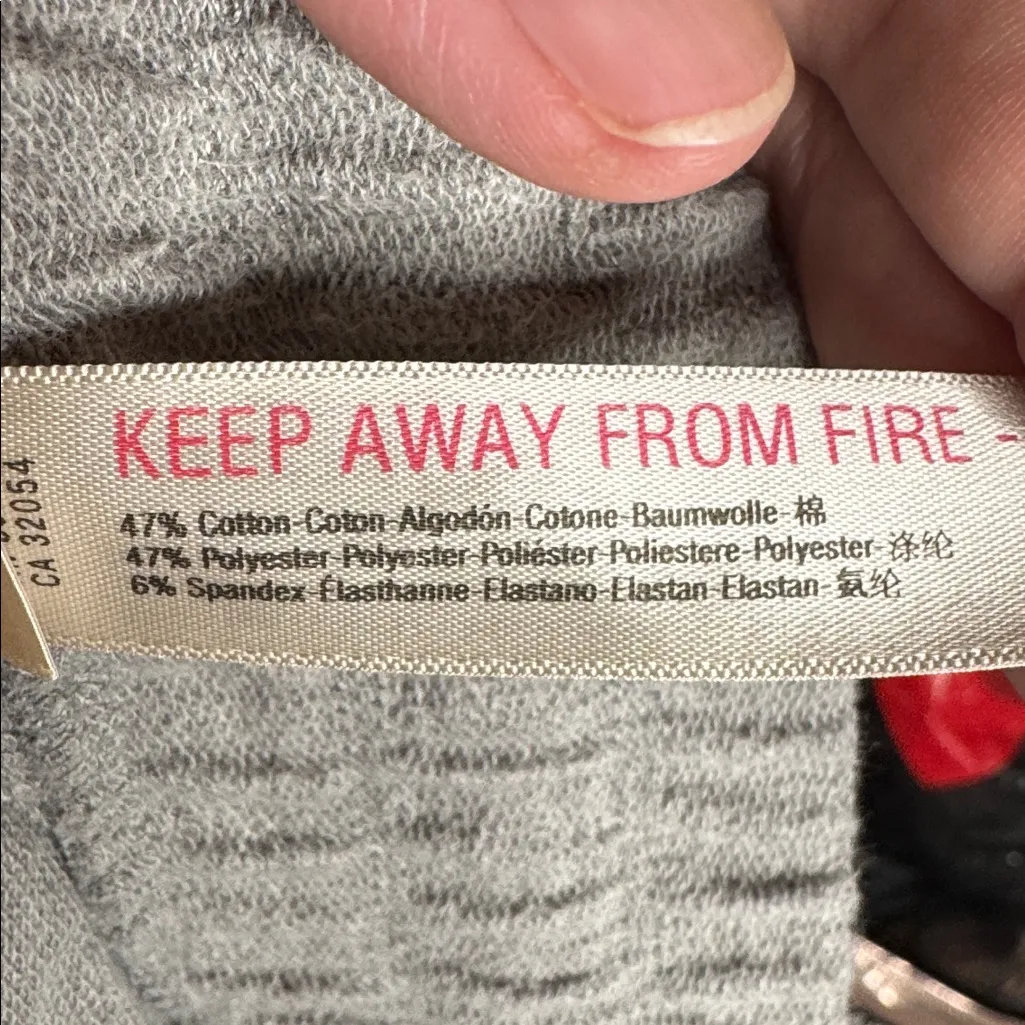 KEEP AWAY FROM FIRE -
47% Cotton-Coton-Algodón-Cotone-Baumwolle-棉
47% Polyester-Polyester-Poliéster-Poliestere-Polyester-涤纶
6% Spandex-Élasthanne-Elastano-Elastan-Elastan-氨纶
CA 32054